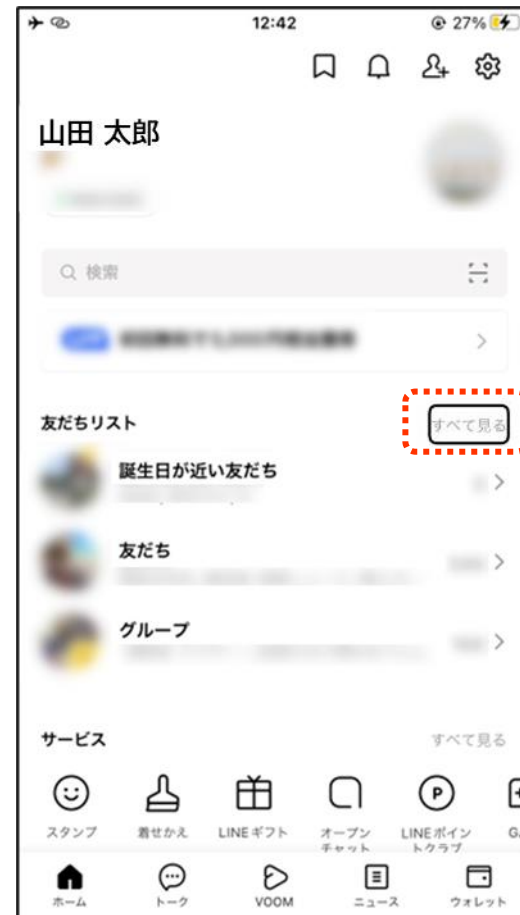 12:42
27%
山田 太郎
検索
友だちリスト
すべて見る
誕生日が近い友だち
友だち
グループ
サービス
すべて見る
スタンプ
着せかえ
LINEギフト
オープン
チャット
LINEポイン
トクラブ
P
ホーム
トーク
VOOM
ニュース
ウォレット